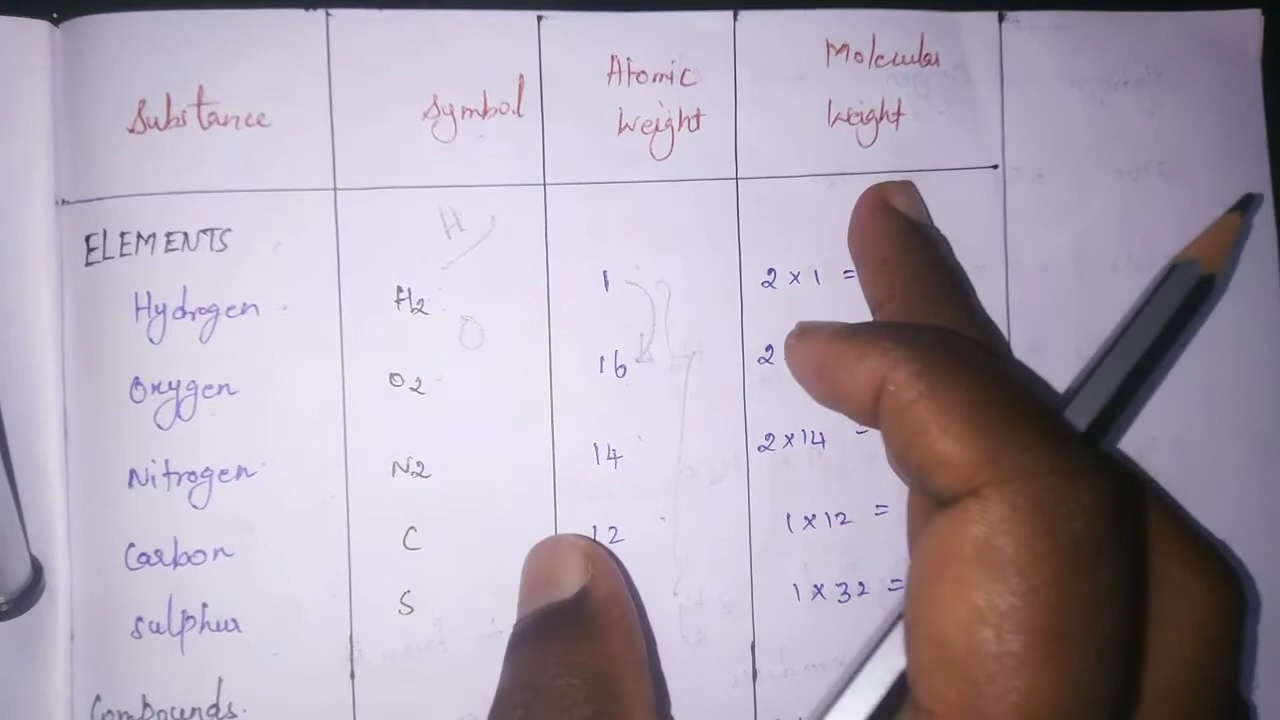 Substance Symbol Atomic Weight Molecular Weight
ELEMENTS
H
Hydrogen H2 1 2 × 1 =
O
Oxygen O2 16 2
Nitrogen N2 14 2 × 14 =
Carbon C 12 1 × 12 =
Sulphur S 1 × 32 =
Compounds.